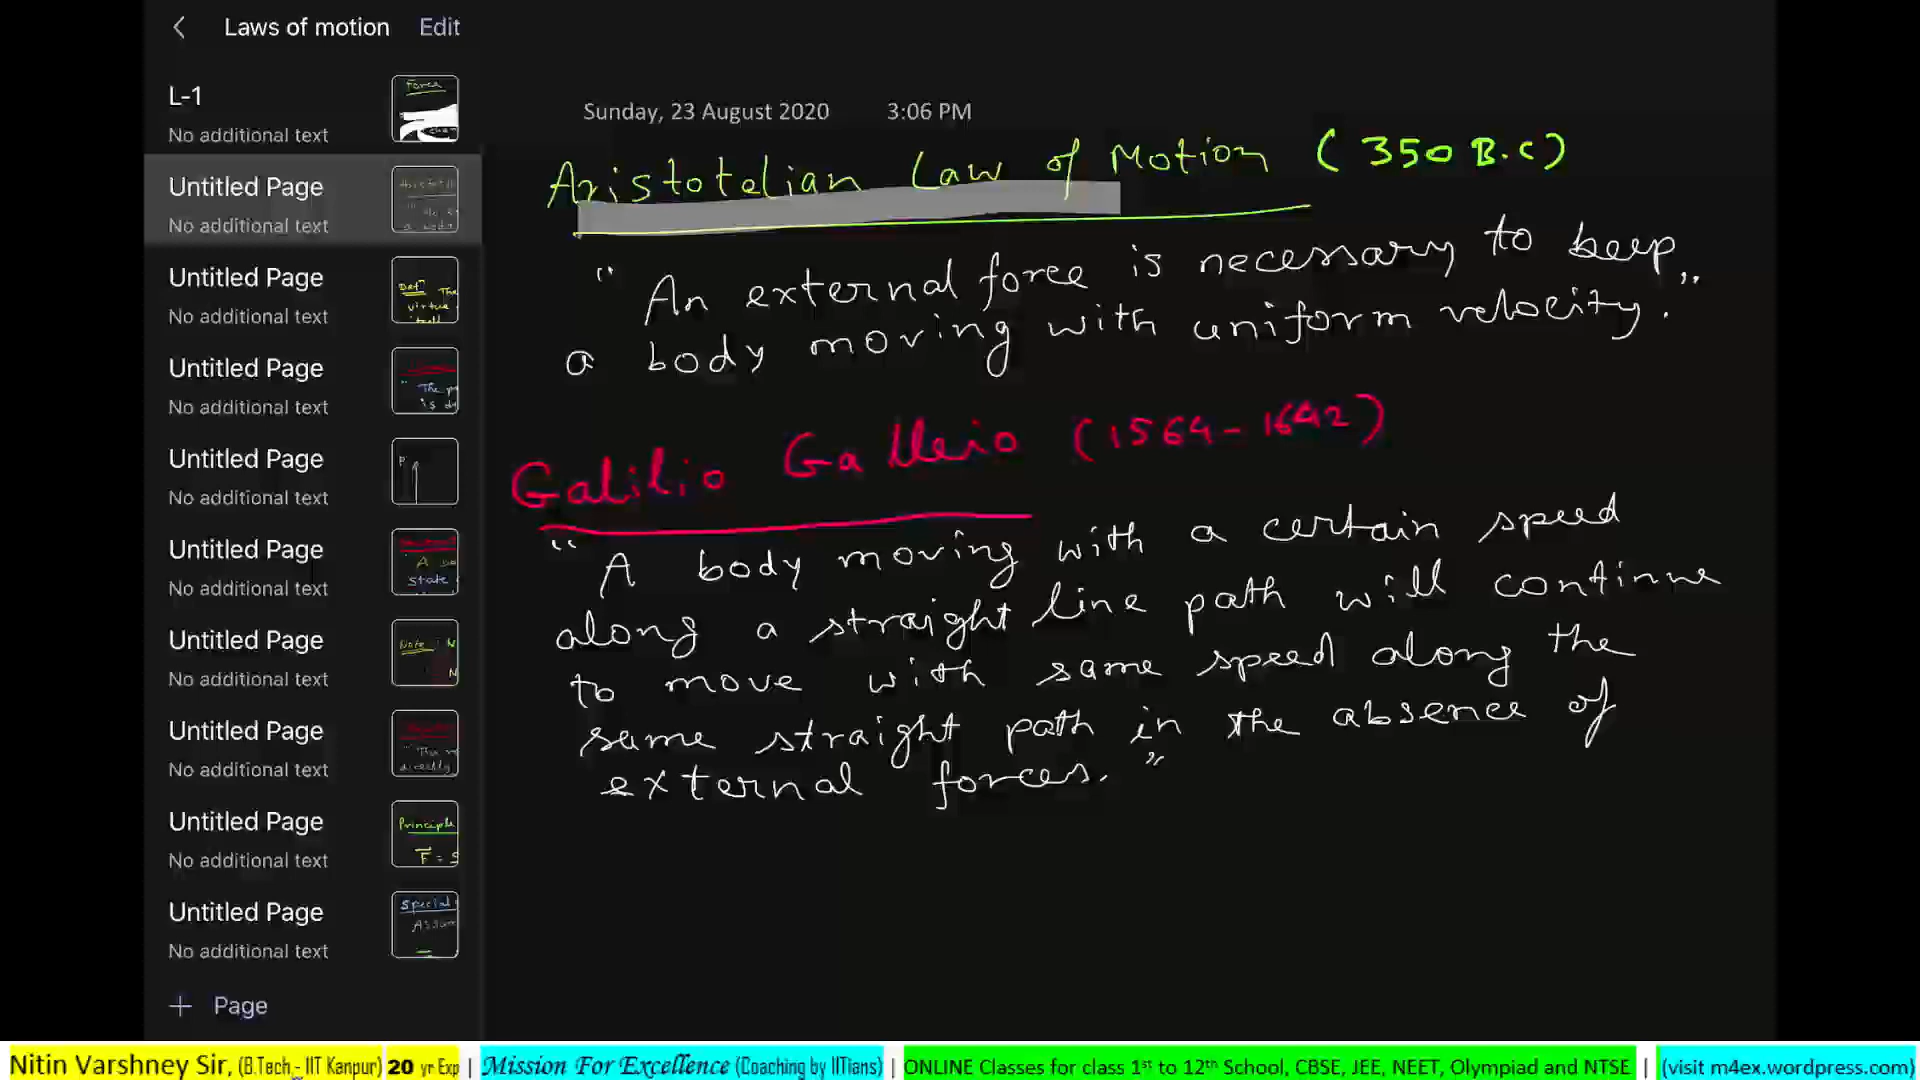 Laws of motion Edit
L-1
No additional text
Force
Untitled Page
No additional text
Untitled Page
No additional text
Untitled Page
No additional text
Untitled Page
No additional text
Untitled Page
No additional text
Untitled Page
No additional text
Untitled Page
No additional text
Untitled Page
No additional text
Principle
Untitled Page
No additional text
Special
+ Page
Sunday, 23 August 2020 3:06 PM
Aristotelian Law of Motion (350 B.C)
" An external force is necessary to keep
a body moving with uniform velocity."
Galilio Galleio (1564-1642)
" A body moving with a certain speed
along a straight line path will continue
to move with same speed along the
same straight path in the absence of
external forces. "
Nitin Varshney Sir, (B.Tech,- IIT Kanpur) 20 yr Exp | Mission For Excellence (Coaching by IITians) | ONLINE Classes for class 1st to 12th School, CBSE, JEE, NEET, Olympiad and NTSE | (visit m4ex.wordpress.com)